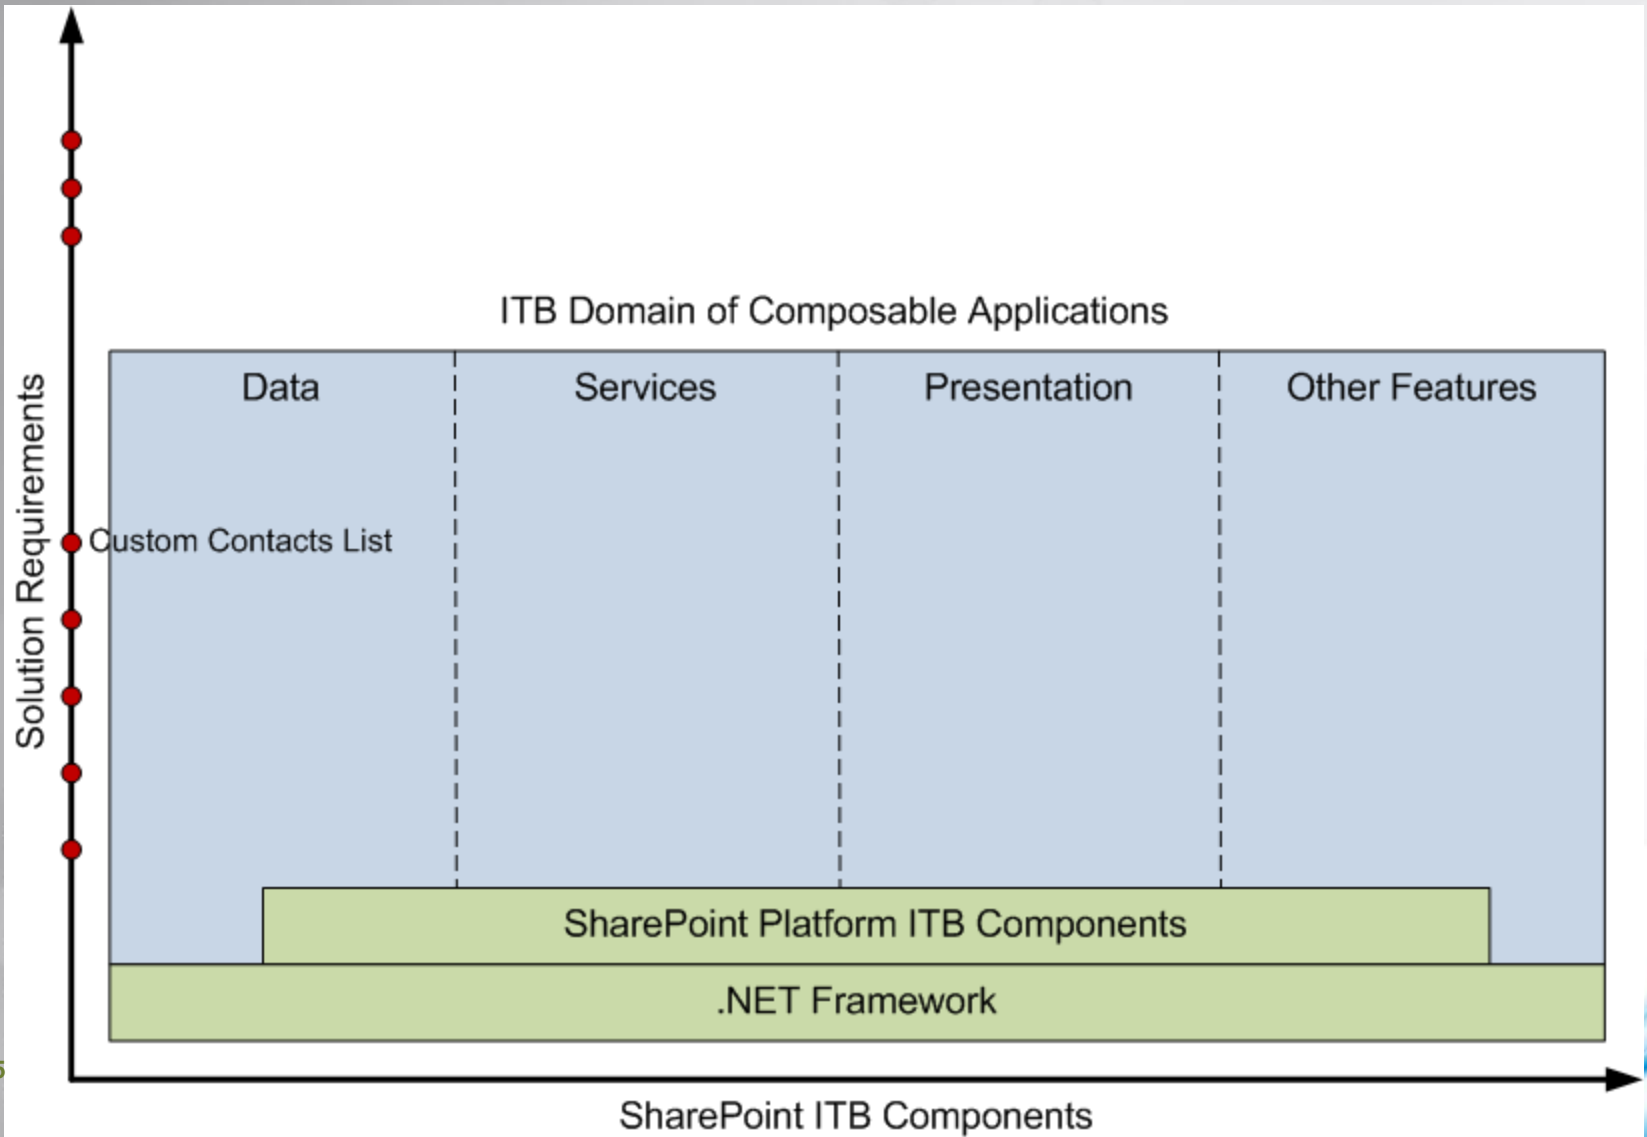 ITB Domain of Composable Applications
Data
Services
Presentation
Other Features
Solution Requirements
Custom Contacts List
SharePoint Platform ITB Components
.NET Framework
SharePoint ITB Components